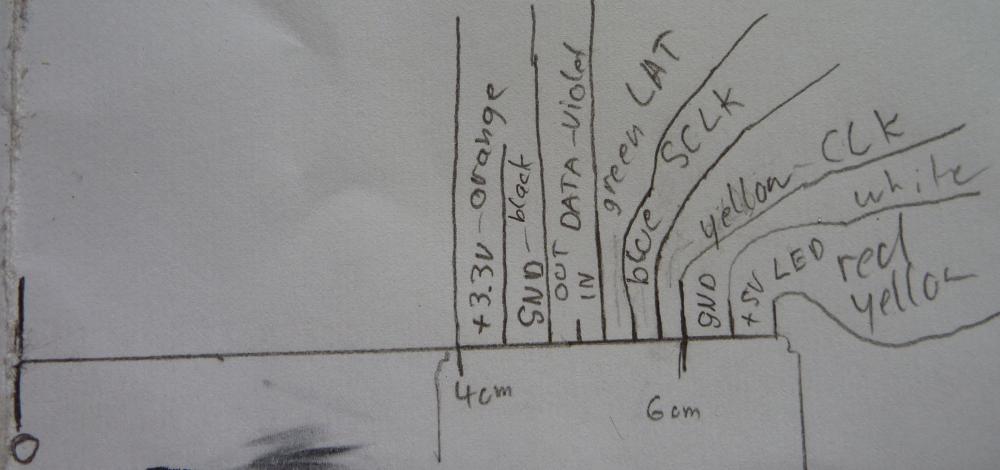 +3.3V - orange
GND - black
OUT
IN
DATA - violet
green LAT
blue SCLK
yellow - CLK
GND white
+5V LED red
yellow
0
4cm
6cm